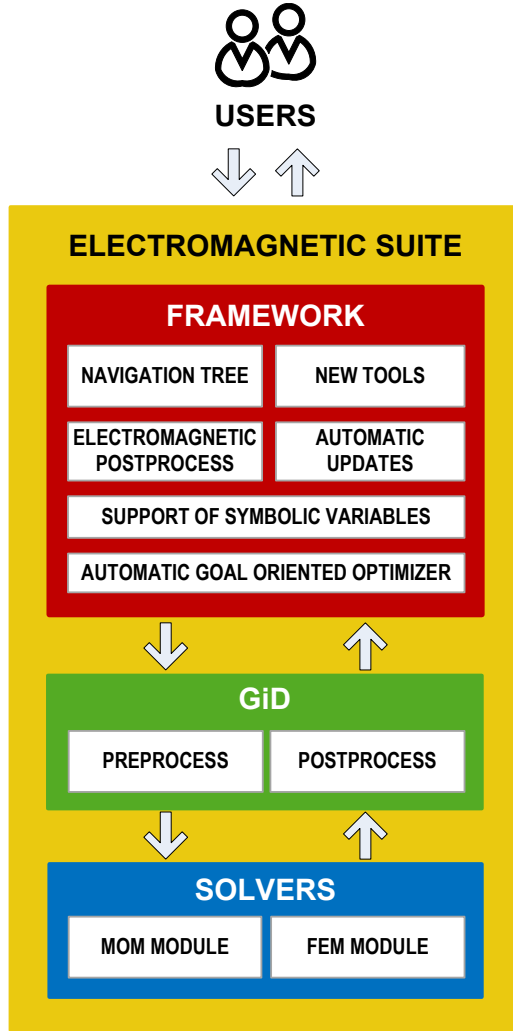 USERS
ELECTROMAGNETIC SUITE
FRAMEWORK
NAVIGATION TREE
NEW TOOLS
ELECTROMAGNETIC
POSTPROCESS
AUTOMATIC
UPDATES
SUPPORT OF SYMBOLIC VARIABLES
AUTOMATIC GOAL ORIENTED OPTIMIZER
GiD
PREPROCESS
POSTPROCESS
SOLVERS
MOM MODULE
FEM MODULE